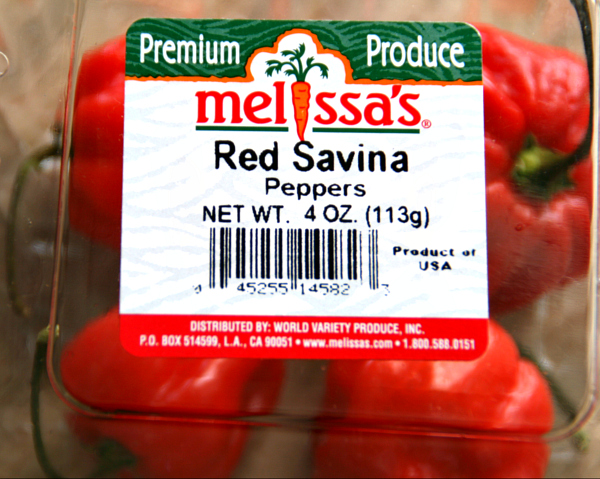 Premium Produce
melissa's®
Red Savina
Peppers
NET WT. 4 OZ. (113g)
Product of
USA
0 45255 14582 3
DISTRIBUTED BY: WORLD VARIETY PRODUCE, INC.
P.O. BOX 514599, L.A., CA 90051 • www.melissas.com • 1.800.588.0151